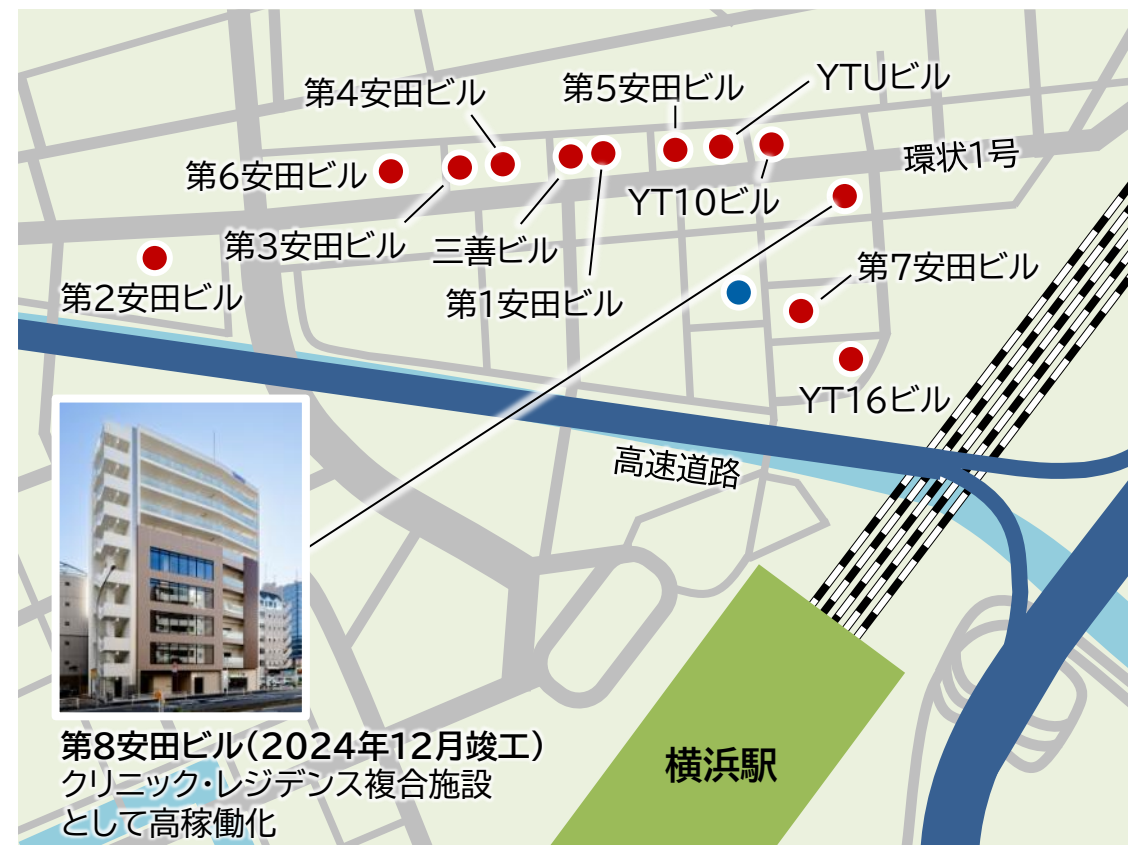 第4安田ビル
第5安田ビル
YTUビル
環状1号
第6安田ビル
YT10ビル
第3安田ビル
三善ビル
第7安田ビル
第2安田ビル
第1安田ビル
YT16ビル
高速道路
横浜駅
第8安田ビル(2024年12月竣工)
クリニック・レジデンス複合施設
として高稼働化